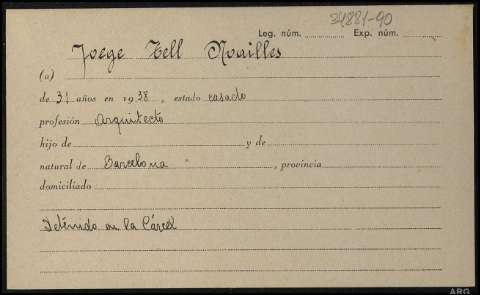 34881-90
Leg. núm. Exp. núm.
Jorge Tell Noailles
(a)
de 31 años en 1938, estado casado
profesión Arquitecto
hijo de y de
natural de Barcelona , provincia
domiciliado
Detenido en la Cárcel
ARG